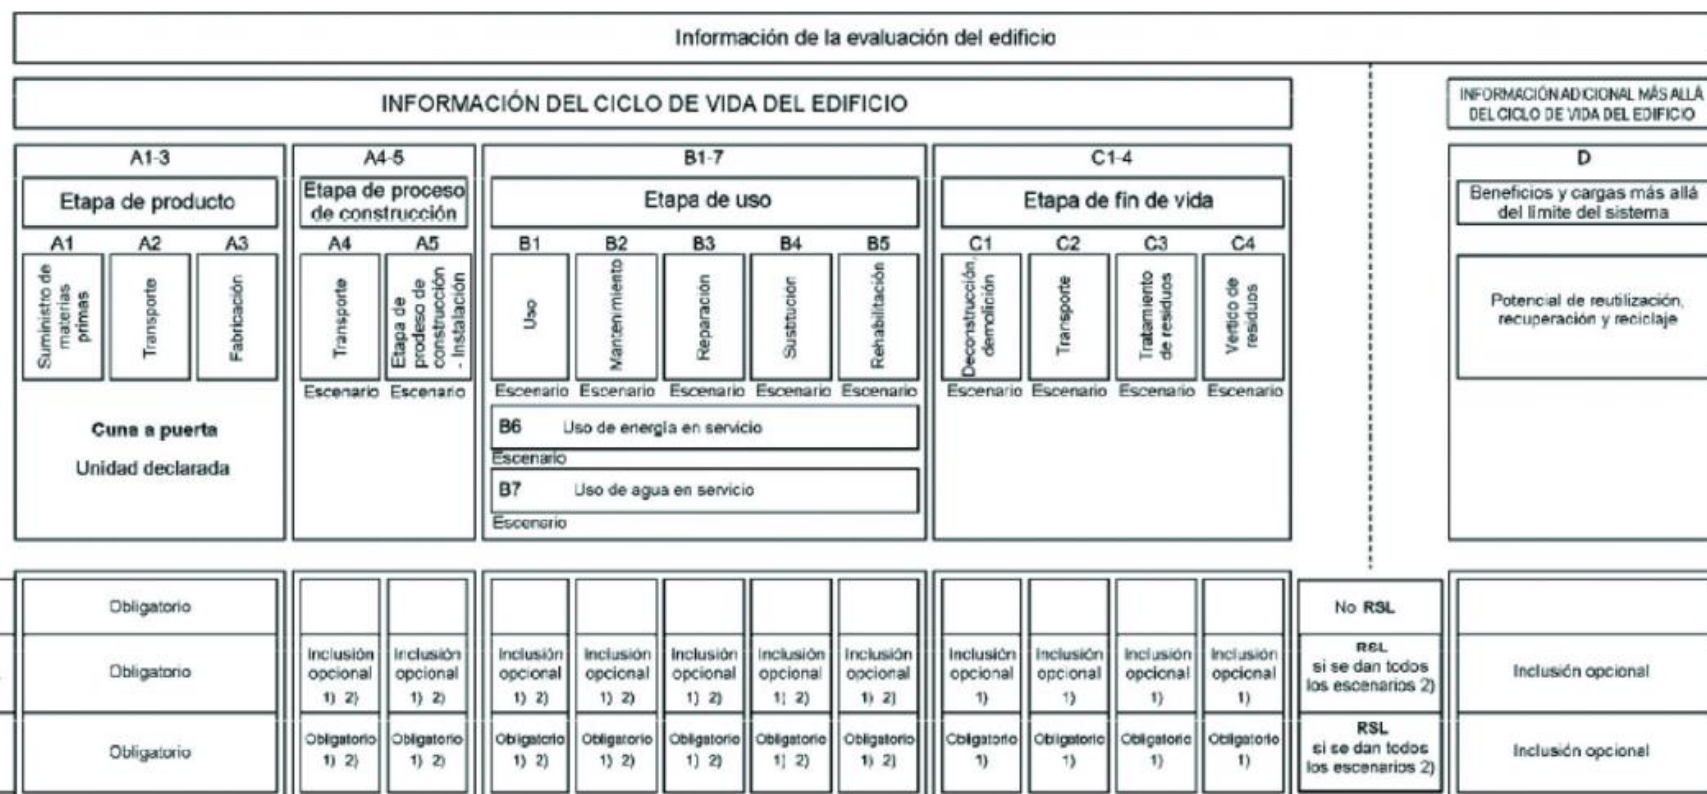 Información de la evaluación del edificio
INFORMACIÓN DEL CICLO DE VIDA DEL EDIFICIO
INFORMACIÓN ADICIONAL MÁS ALLÁ
DEL CICLO DE VIDA DEL EDIFICIO
A1-3
A4-5
B1-7
C1-4
D
Etapa de producto
Etapa de proceso
de construcción
Etapa de uso
Etapa de fin de vida
Beneficios y cargas más allá
del límite del sistema
A1
A2
A3
A4
A5
B1
B2
B3
B4
B5
C1
C2
C3
C4
Suministro de
materias
primas
Transporte
Fabricación
Transporte
Etapa de
prodeso de
construcción
- Instalación
Uso
Mantenimiento
Reparación
Sustitución
Rehabilitación
Deconstrucción,
demolición
Transporte
Tratamiento
de residuos
Vertico de
residuos
Potencial de reutilización,
recuperación y reciclaje
Escenario
Escenario
Escenario
Escenario
Escenario
Escenario
Escenario
Escenario
Escenario
Escenario
Escenario
Cuna a puerta
Unidad declarada
B6 Uso de energía en servicio
Escenario
B7 Uso de agua en servicio
Escenario
Obligatorio
No RSL
Obligatorio
Inclusión
opcional
1) 2)
Inclusión
opcional
1) 2)
Inclusión
opcional
1) 2)
Inclusión
opcional
1) 2)
Inclusión
opcional
1) 2)
Inclusión
opcional
1) 2)
Inclusión
opcional
1) 2)
Inclusión
opcional
1)
Inclusión
opcional
1)
Inclusión
opcional
1)
Inclusión
opcional
1)
RSL
si se dan todos
los escenarios 2)
Inclusión opcional
Obligatorio
Obligatorio
1) 2)
Obligatorio
1) 2)
Obligatorio
1) 2)
Obligatorio
1) 2)
Obligatorio
1) 2)
Obligatorio
1) 2)
Obligatorio
1) 2)
Obligatorio
1)
Obligatorio
1)
Obligatorio
1)
Obligatorio
1)
RSL
si se dan todos
los escenarios 2)
Inclusión opcional